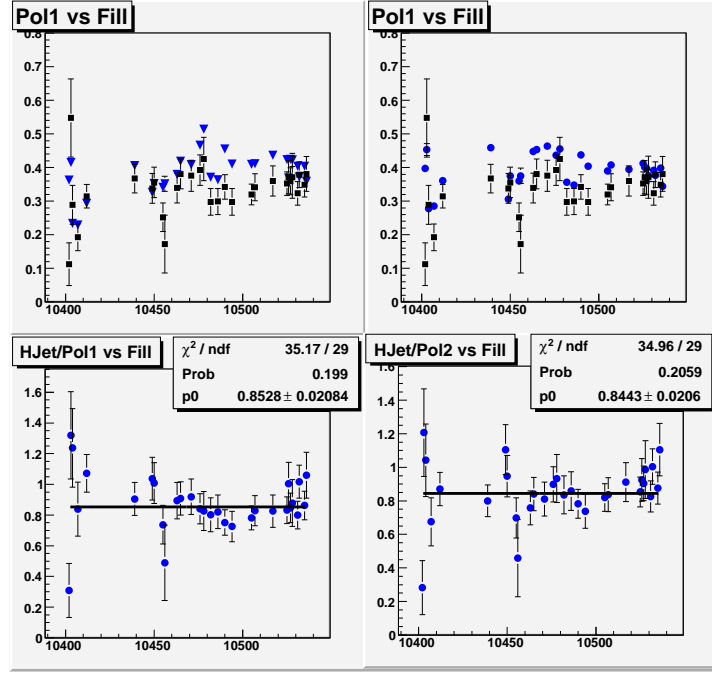 Pol1 vs Fill
0.8
0.7
0.6
0.5
0.4
0.3
0.2
0.1
0
10400 10450 10500
Pol1 vs Fill
0.8
0.7
0.6
0.5
0.4
0.3
0.2
0.1
0
10400 10450 10500
HJet/Pol1 vs Fill
χ² / ndf 35.17 / 29
Prob 0.199
p0 0.8528 ± 0.02084
1.6
1.4
1.2
1
0.8
0.6
0.4
0.2
0
10400 10450 10500
HJet/Pol2 vs Fill
χ² / ndf 34.96 / 29
Prob 0.2059
p0 0.8443 ± 0.0206
1.6
1.4
1.2
1
0.8
0.6
0.4
0.2
0
10400 10450 10500